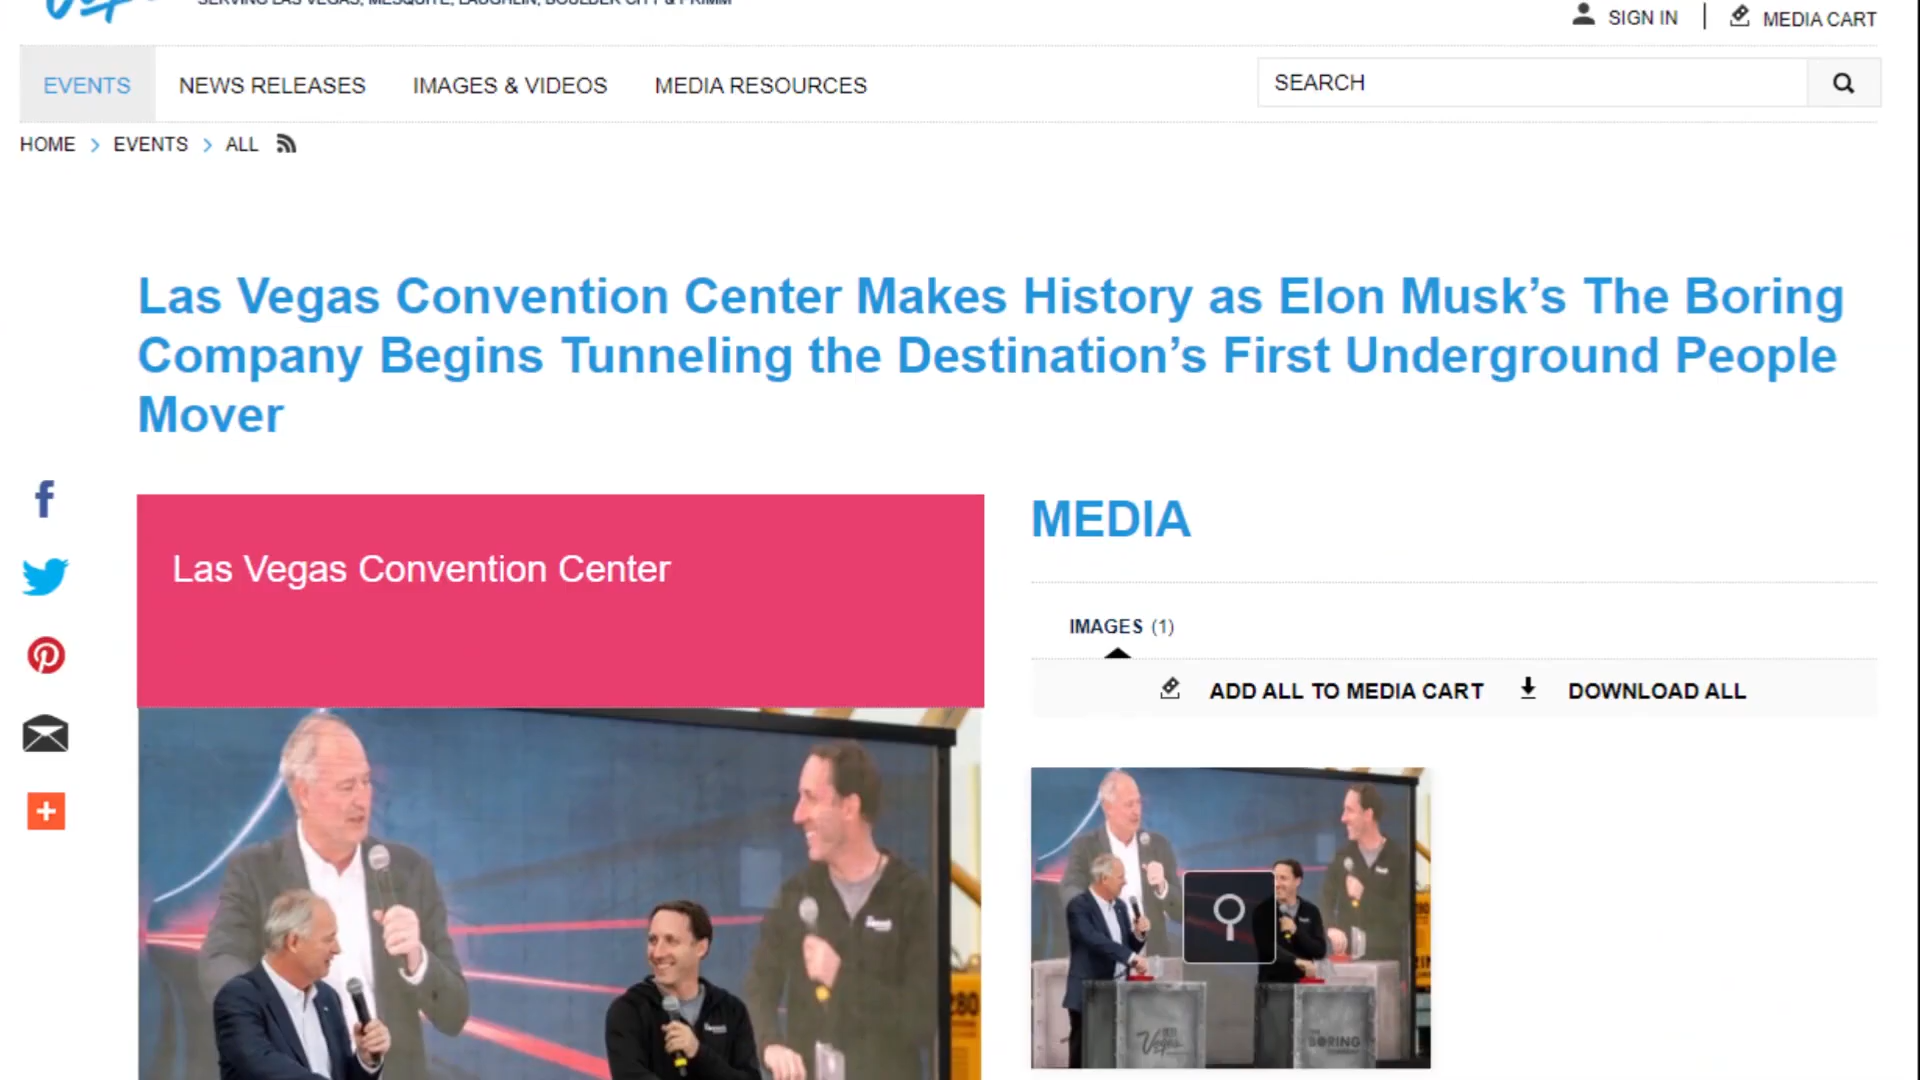 SERVING LAS VEGAS, MESQUITE, LAUGHLIN, BOULDER CITY & PRIMM
SIGN IN
MEDIA CART
EVENTS
NEWS RELEASES
IMAGES & VIDEOS
MEDIA RESOURCES
SEARCH
HOME > EVENTS > ALL
Las Vegas Convention Center Makes History as Elon Musk’s The Boring
Company Begins Tunneling the Destination’s First Underground People
Mover
Las Vegas Convention Center
MEDIA
IMAGES (1)
ADD ALL TO MEDIA CART
DOWNLOAD ALL
280
Vegas
BORING